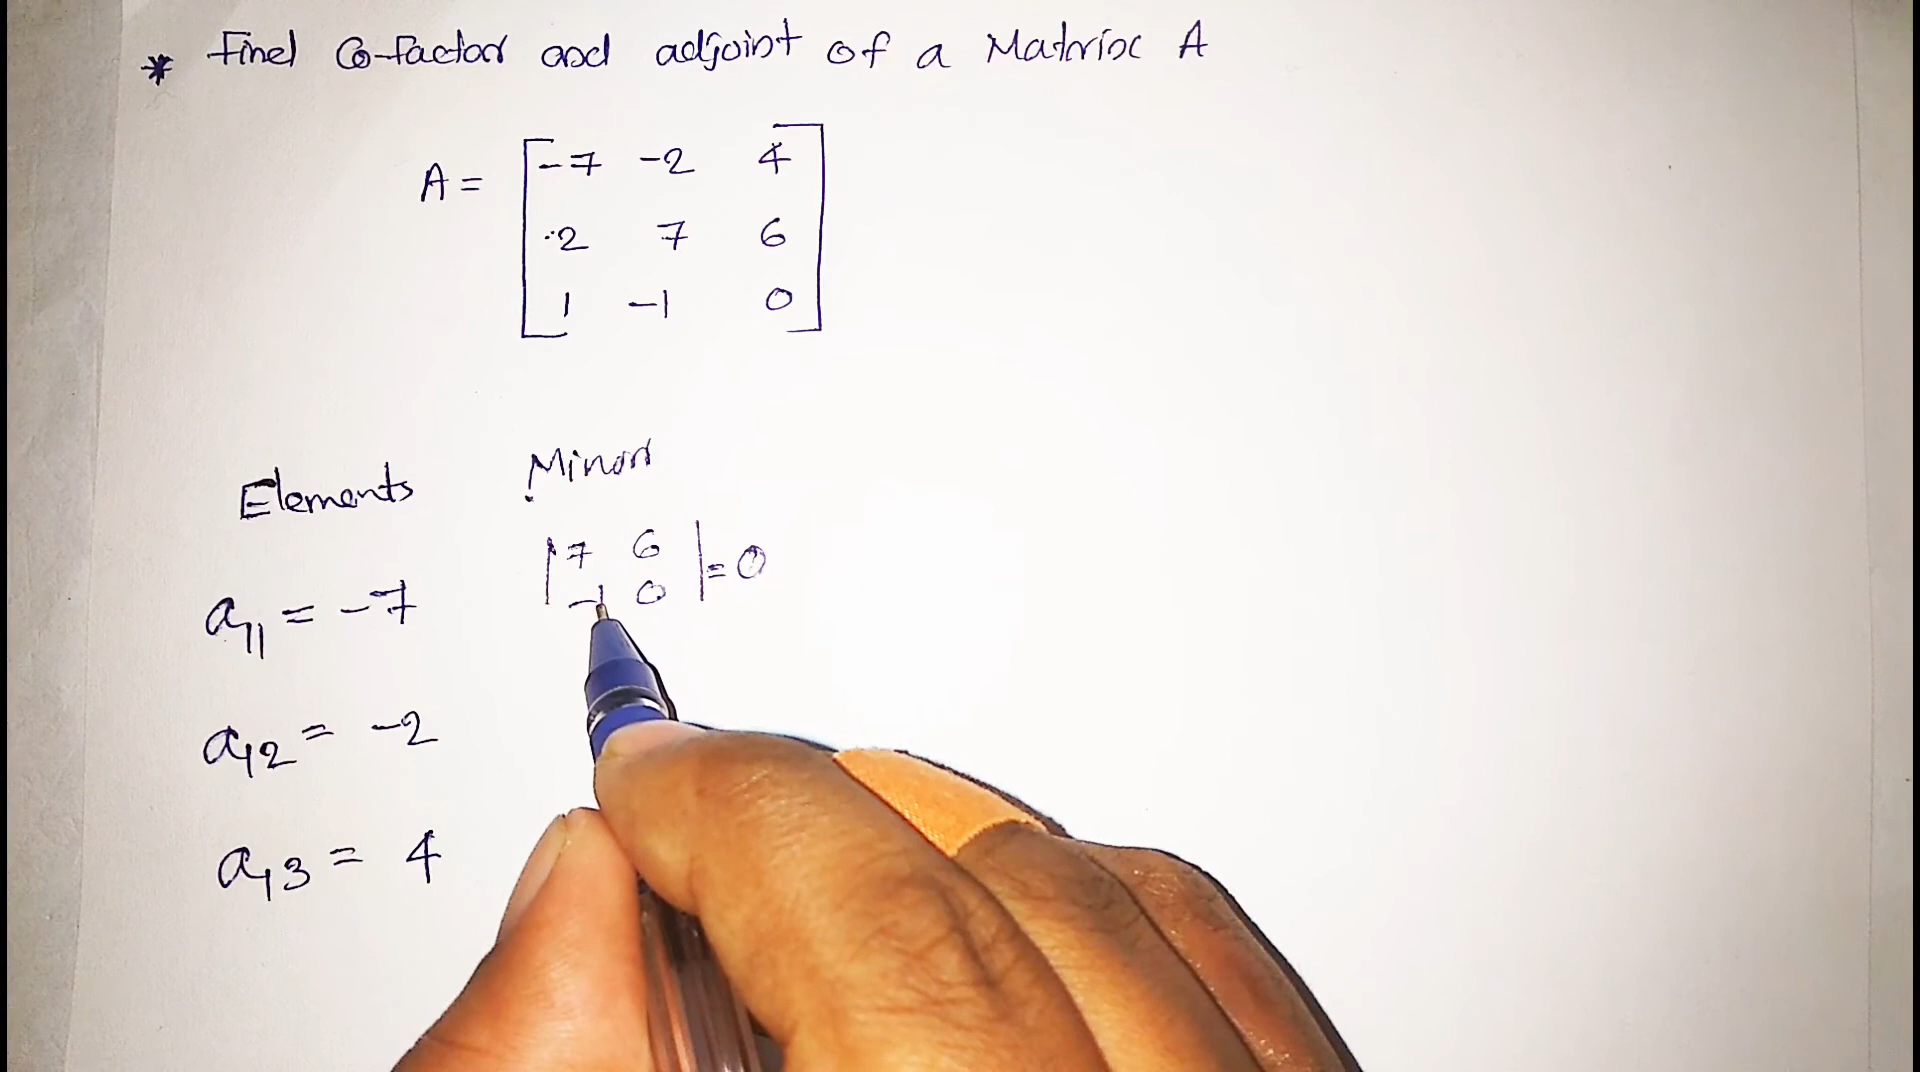 * Find Co-factor and adjoint of a Matrix A
A = [ -7 -2 4
2 7 6
1 -1 0 ]
Elements Minor
a11 = -7 | 7 6
-1 0 | = 0
a12 = -2
a13 = 4